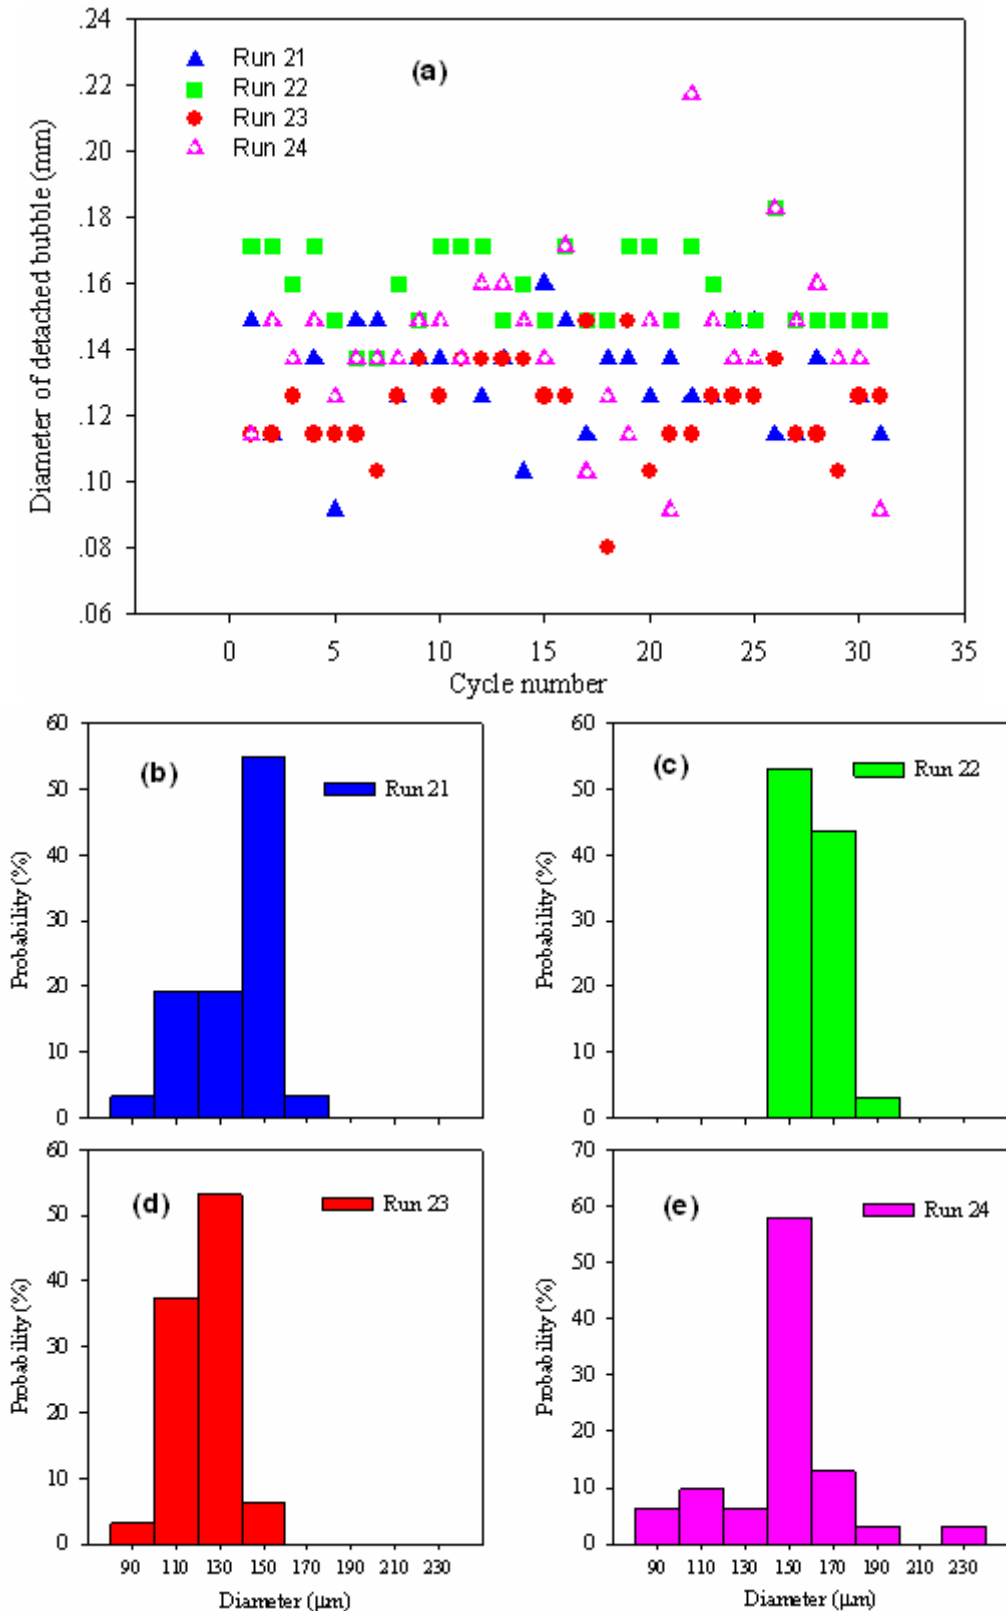 .24
.22
.20
.18
.16
.14
.12
.10
.08
.06
Diameter of detached bubble (mm)
Run 21
Run 22
Run 23
Run 24
(a)
0 5 10 15 20 25 30 35
Cycle number
60
50
40
30
20
10
0
Probability (%)
(b)
Run 21
60
50
40
30
20
10
0
Probability (%)
(c)
Run 22
60
50
40
30
20
10
0
Probability (%)
(d)
Run 23
90 110 130 150 170 190 210 230
Diameter (μm)
70
60
50
40
30
20
10
0
Probability (%)
(e)
Run 24
90 110 130 150 170 190 210 230
Diameter (μm)